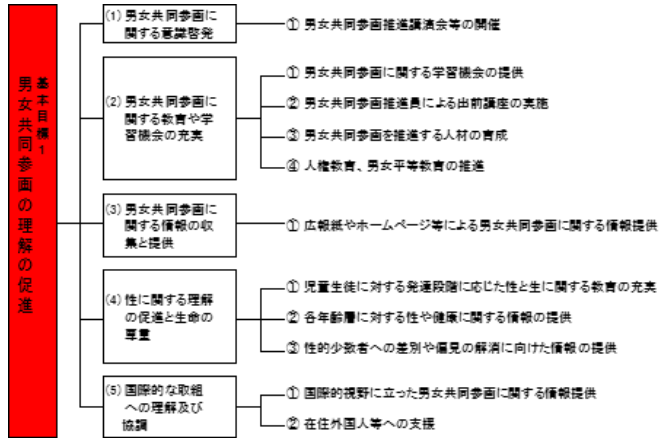 基本目標1
男女共同参画の理解の促進
(1) 男女共同参画に
関する意識啓発
① 男女共同参画推進講演会等の開催
(2) 男女共同参画に
関する教育や学
習機会の充実
① 男女共同参画に関する学習機会の提供
② 男女共同参画推進員による出前講座の実施
③ 男女共同参画を推進する人材の育成
④ 人権教育、男女平等教育の推進
(3) 男女共同参画に
関する情報の収
集と提供
① 広報紙やホームページ等による男女共同参画に関する情報提供
(4) 性に関する理解
の促進と生命の
尊重
① 児童生徒に対する発達段階に応じた性と生に関する教育の充実
② 各年齢層に対する性や健康に関する情報の提供
③ 性的少数者への差別や偏見の解消に向けた情報の提供
(5) 国際的な取組
への理解及び
協調
① 国際的視野に立った男女共同参画に関する情報提供
② 在住外国人等への支援